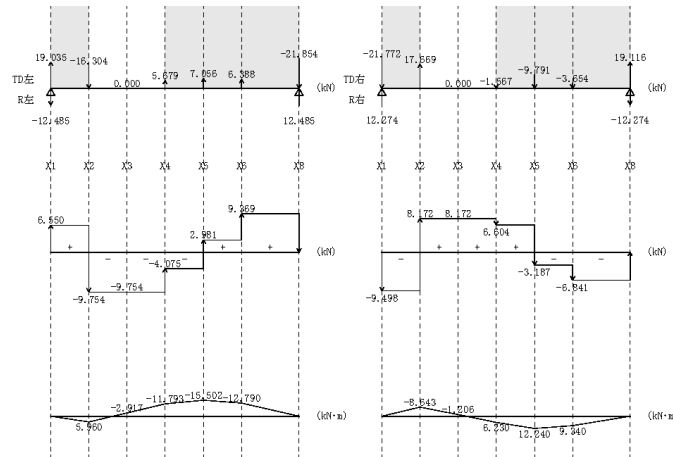 19.035 -16.304 5.679 7.056 6.388 -21.854
TD左 0.000 (kN)
R左
-12.485 12.485
X1 X2 X3 X4 X5 X6 X8
6.550 2.981 9.369
+ - - - + + (kN)
-9.754 -9.754 -4.075
-2.917 -11.793 -15.502 -12.790
5.960 (kN·m)
-21.772 17.669 -1.567 -9.791 -3.654 19.116
TD右 0.000 (kN)
R右
12.274 -12.274
X1 X2 X3 X4 X5 X6 X8
8.172 8.172 6.604
- + + + - - (kN)
-9.498 -3.187 -6.841
-8.643 -1.206
6.230 12.240 9.340 (kN·m)